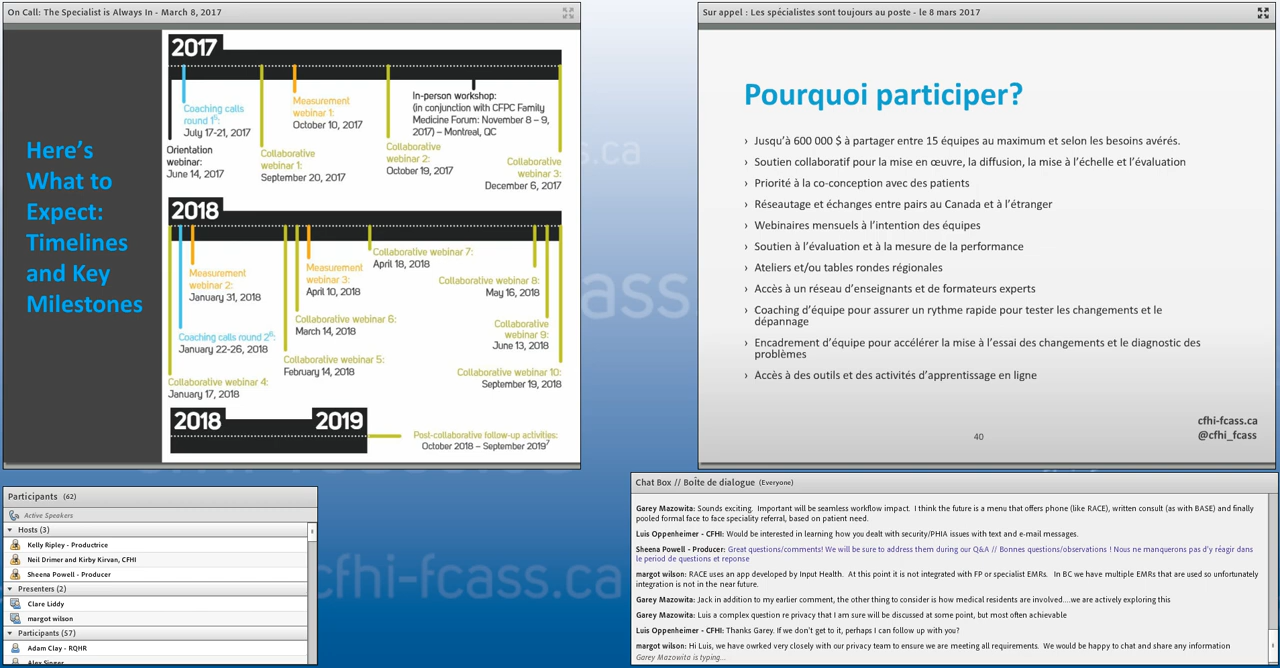 On Call: The Specialist is Always In - March 8, 2017
Here's
What to
Expect:
Timelines
and Key
Milestones
2017
Coaching calls
round 1⁶:
July 17-21, 2017
Orientation
webinar:
June 14, 2017
Collaborative
webinar 1:
September 20, 2017
Measurement
webinar 1:
October 10, 2017
Collaborative
webinar 2:
October 19, 2017
In-person workshop:
(in conjunction with CFPC Family
Medicine Forum: November 8 – 9,
2017) – Montreal, QC
Collaborative
webinar 3:
December 6, 2017
2018
Measurement
webinar 2:
January 31, 2018
Coaching calls round 2⁶:
January 22-26, 2018
Collaborative webinar 4:
January 17, 2018
Measurement
webinar 3:
April 10, 2018
Collaborative webinar 6:
March 14, 2018
Collaborative webinar 5:
February 14, 2018
Collaborative webinar 7:
April 18, 2018
Collaborative webinar 8:
May 16, 2018
Collaborative
webinar 9:
June 13, 2018
Collaborative webinar 10:
September 19, 2018
2018 2019
Post-collaborative follow-up activities:
October 2018 – September 2019⁷
Sur appel : Les spécialistes sont toujours au poste - le 8 mars 2017
Pourquoi participer?
› Jusqu'à 600 000 $ à partager entre 15 équipes au maximum et selon les besoins avérés.
› Soutien collaboratif pour la mise en œuvre, la diffusion, la mise à l'échelle et l'évaluation
› Priorité à la co-conception avec des patients
› Réseautage et échanges entre pairs au Canada et à l'étranger
› Webinaires mensuels à l'intention des équipes
› Soutien à l'évaluation et à la mesure de la performance
› Ateliers et/ou tables rondes régionales
› Accès à un réseau d'enseignants et de formateurs experts
› Coaching d'équipe pour assurer un rythme rapide pour tester les changements et le
dépannage
› Encadrement d'équipe pour accélérer la mise à l'essai des changements et le diagnostic des
problèmes
› Accès à des outils et des activités d'apprentissage en ligne
cfhi-fcass.ca
@cfhi_fcass
40
s.ca
cass
cfhi-fcass.ca
Participants (62)
Active Speakers
Hosts (3)
Kelly Ripley - Productrice
Neil Drimer and Kirby Kirvan, CFHI
Sheena Powell - Producer
Presenters (2)
Clare Liddy
margot wilson
Participants (57)
Adam Clay - RQHR
Alex Singer
Chat Box // Boîte de dialogue (Everyone)
Garey Mazowita: Sounds exciting. Important will be seamless workflow impact. I think the future is a menu that offers phone (like RACE), written consult (as with BASE) and finally
pooled formal face to face speciality referral, based on patient need.
Luis Oppenheimer - CFHI: Would be interested in learning how you dealt with security/PHIA issues with text and e-mail messages.
Sheena Powell - Producer: Great questions/comments! We will be sure to address them during our Q&A // Bonnes questions/observations ! Nous ne manquerons pas d'y réagir dans
le period de questions et reponse
margot wilson: RACE uses an app developed by Input Health. At this point it is not integrated with FP or specialist EMRs. In BC we have multiple EMRs that are used so unfortunately
integration is not in the near future.
Garey Mazowita: Jack in addition to my earlier comment, the other thing to consider is how medical residents are involved....we are actively exploring this
Garey Mazowita: Luis a complex question re privacy that I am sure will be discussed at some point, but most often achievable
Luis Oppenheimer - CFHI: Thanks Garey. If we don't get to it, perhaps I can follow up with you?
margot wilson: Hi Luis, we have owrked very closely with our privacy team to ensure we are meeting all requirements. We would be happy to chat and share any information
Garey Mazowita is typing...